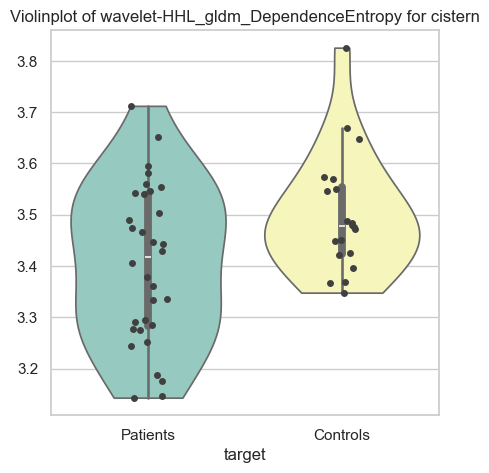 Violinplot of wavelet-HHL_gldm_DependenceEntropy for cistern
3.8
3.7
3.6
3.5
3.4
3.3
3.2
Patients
Controls
target